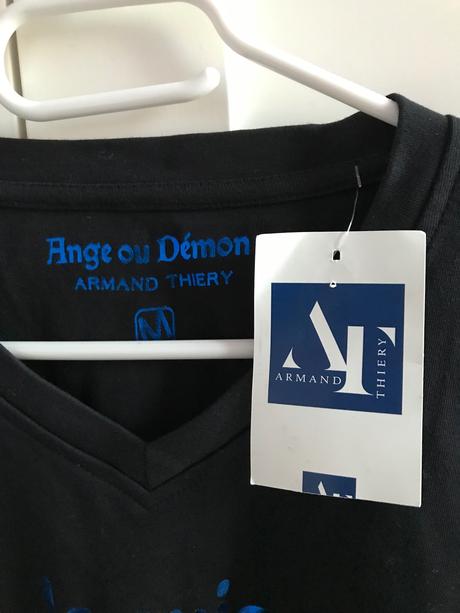 Ange ou Démon
ARMAND THIERY
M
AT
ARMAND
THIERY